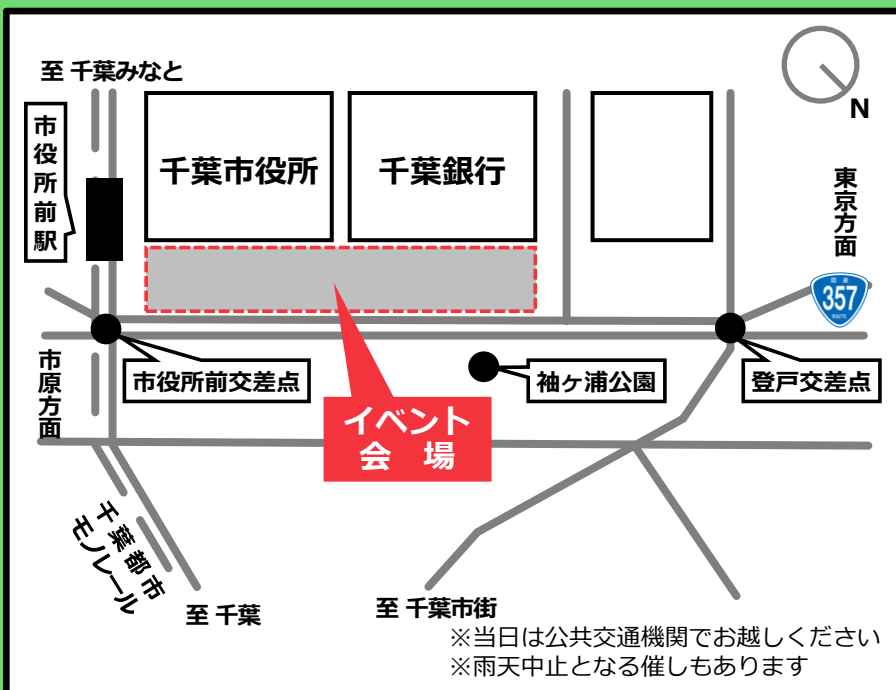 至 千葉みなと
N
市役所前駅
千葉市役所
千葉銀行
東京方面
国道
357
ROUTE
市原方面
市役所前交差点
袖ヶ浦公園
登戸交差点
イベント
会 場
千葉都市
モノレール
至 千葉
至 千葉市街
※当日は公共交通機関でお越しください
※雨天中止となる催しもあります